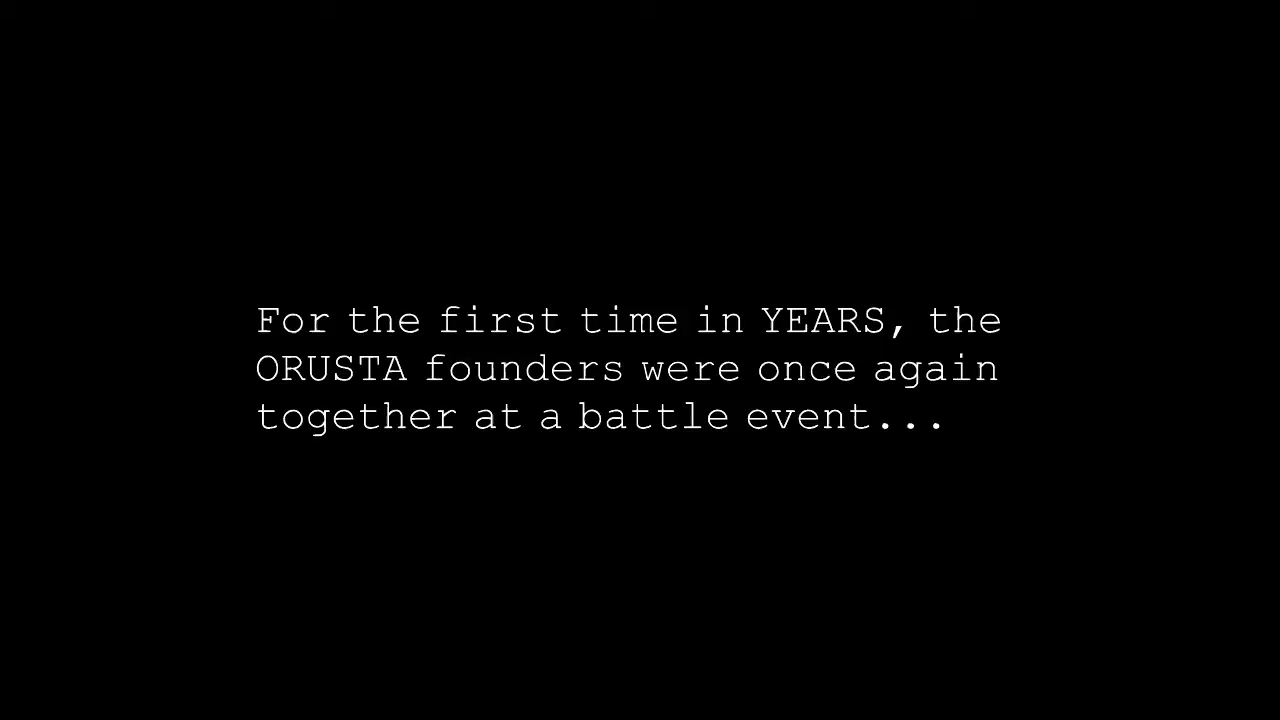 For the first time in YEARS, the
ORUSTA founders were once again
together at a battle event...